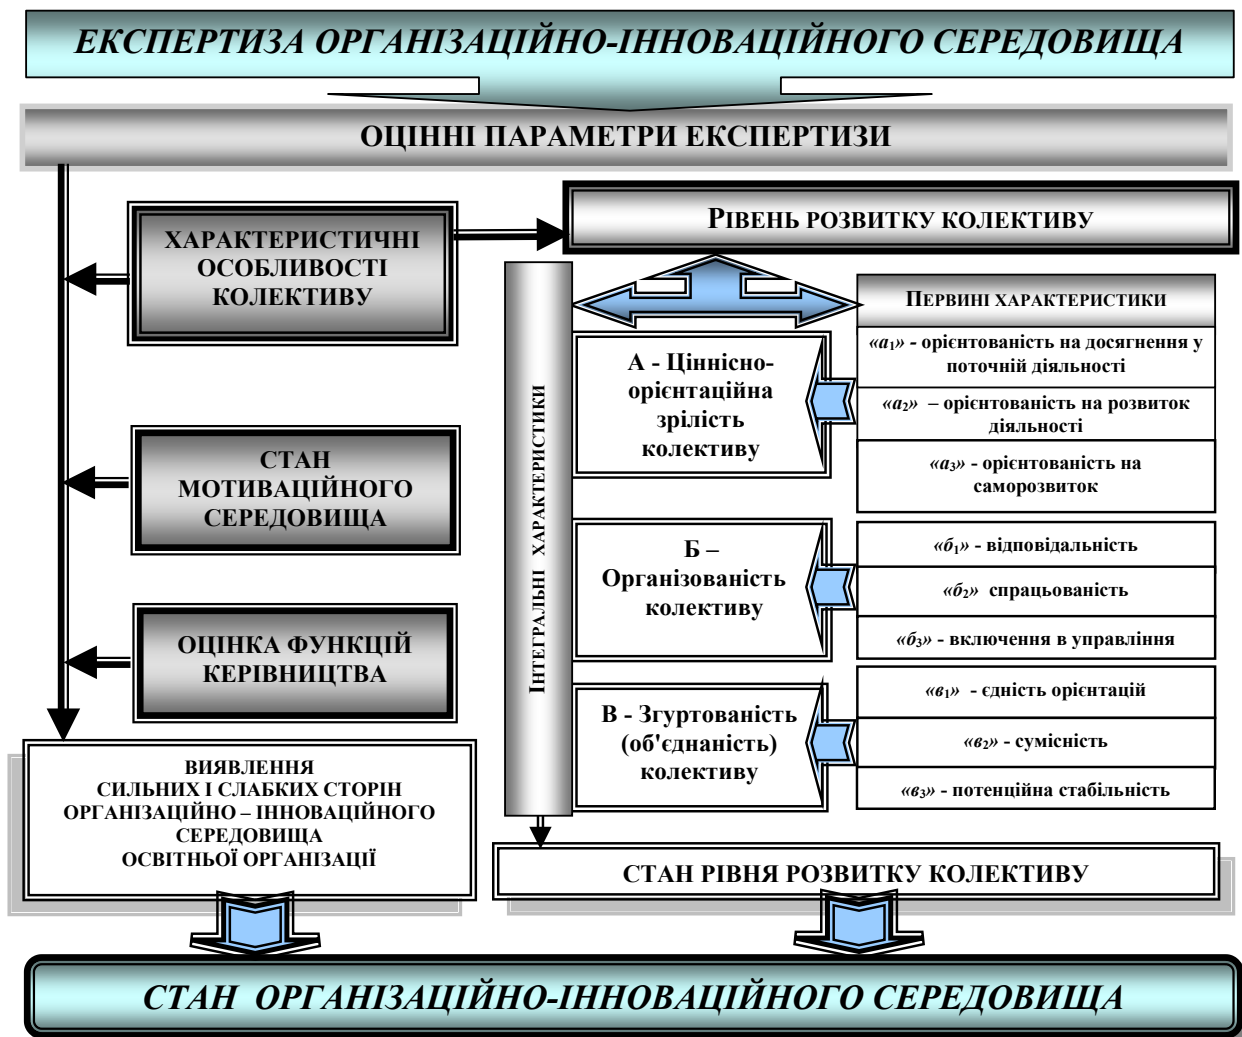 ЕКСПЕРТИЗА ОРГАНІЗАЦІЙНО-ІННОВАЦІЙНОГО СЕРЕДОВИЩА
ОЦІННІ ПАРАМЕТРИ ЕКСПЕРТИЗИ
ХАРАКТЕРИСТИЧНІ
ОСОБЛИВОСТІ
КОЛЕКТИВУ
СТАН
МОТИВАЦІЙНОГО
СЕРЕДОВИЩА
ОЦІНКА ФУНКЦІЙ
КЕРІВНИЦТВА
ВИЯВЛЕННЯ
СИЛЬНИХ І СЛАБКИХ СТОРІН
ОРГАНІЗАЦІЙНО – ІННОВАЦІЙНОГО
СЕРЕДОВИЩА
ОСВІТНЬОЇ ОРГАНІЗАЦІЇ
РІВЕНЬ РОЗВИТКУ КОЛЕКТИВУ
ІНТЕГРАЛЬНІ ХАРАКТЕРИСТИКИ
А - Ціннісно-
орієнтаційна
зрілість
колективу
Б –
Організованість
колективу
В - Згуртованість
(об'єднаність)
колективу
ПЕРВИНІ ХАРАКТЕРИСТИКИ
«а₁» - орієнтованість на досягнення у
поточній діяльності
«а₂» – орієнтованість на розвиток
діяльності
«а₃» - орієнтованість на
саморозвиток
«б₁» - відповідальність
«б₂» спрацьованість
«б₃» - включення в управління
«в₁» - єдність орієнтацій
«в₂» - сумісність
«в₃» - потенційна стабільність
СТАН РІВНЯ РОЗВИТКУ КОЛЕКТИВУ
СТАН ОРГАНІЗАЦІЙНО-ІННОВАЦІЙНОГО СЕРЕДОВИЩА